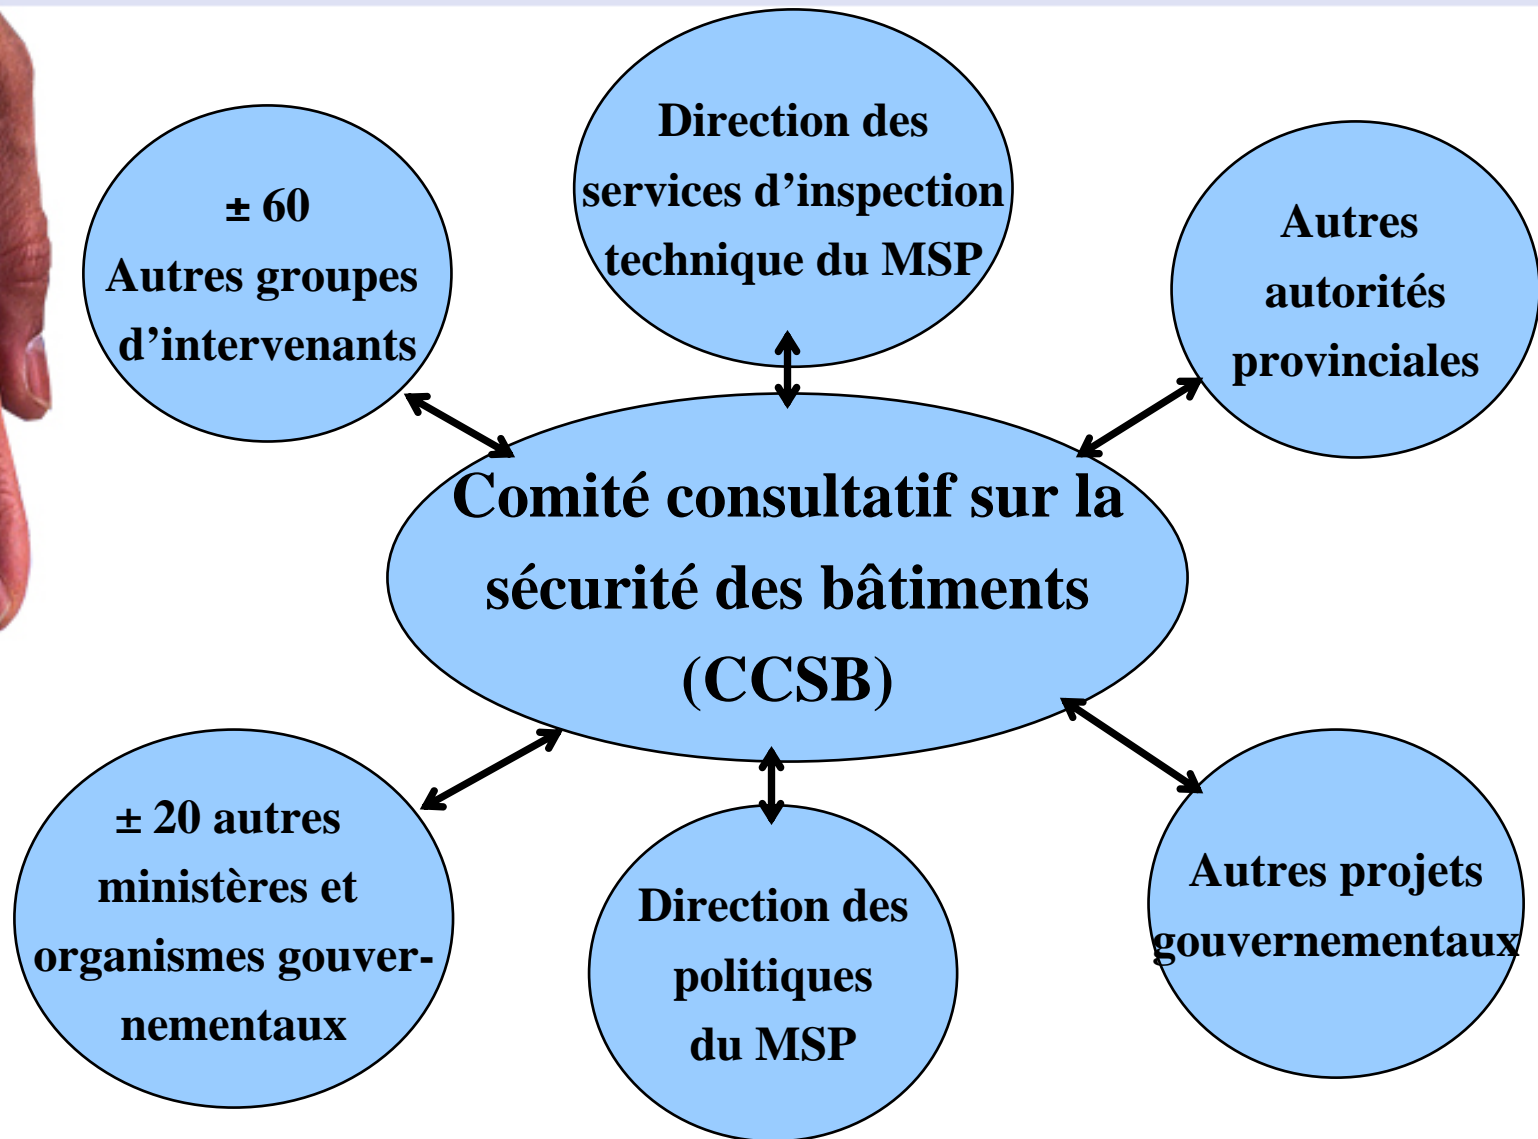 Direction des
services d’inspection
technique du MSP
± 60
Autres groupes
d’intervenants
Autres
autorités
provinciales
Comité consultatif sur la
sécurité des bâtiments
(CCSB)
± 20 autres
ministères et
organismes gouver-
nementaux
Direction des
politiques
du MSP
Autres projets
gouvernementaux